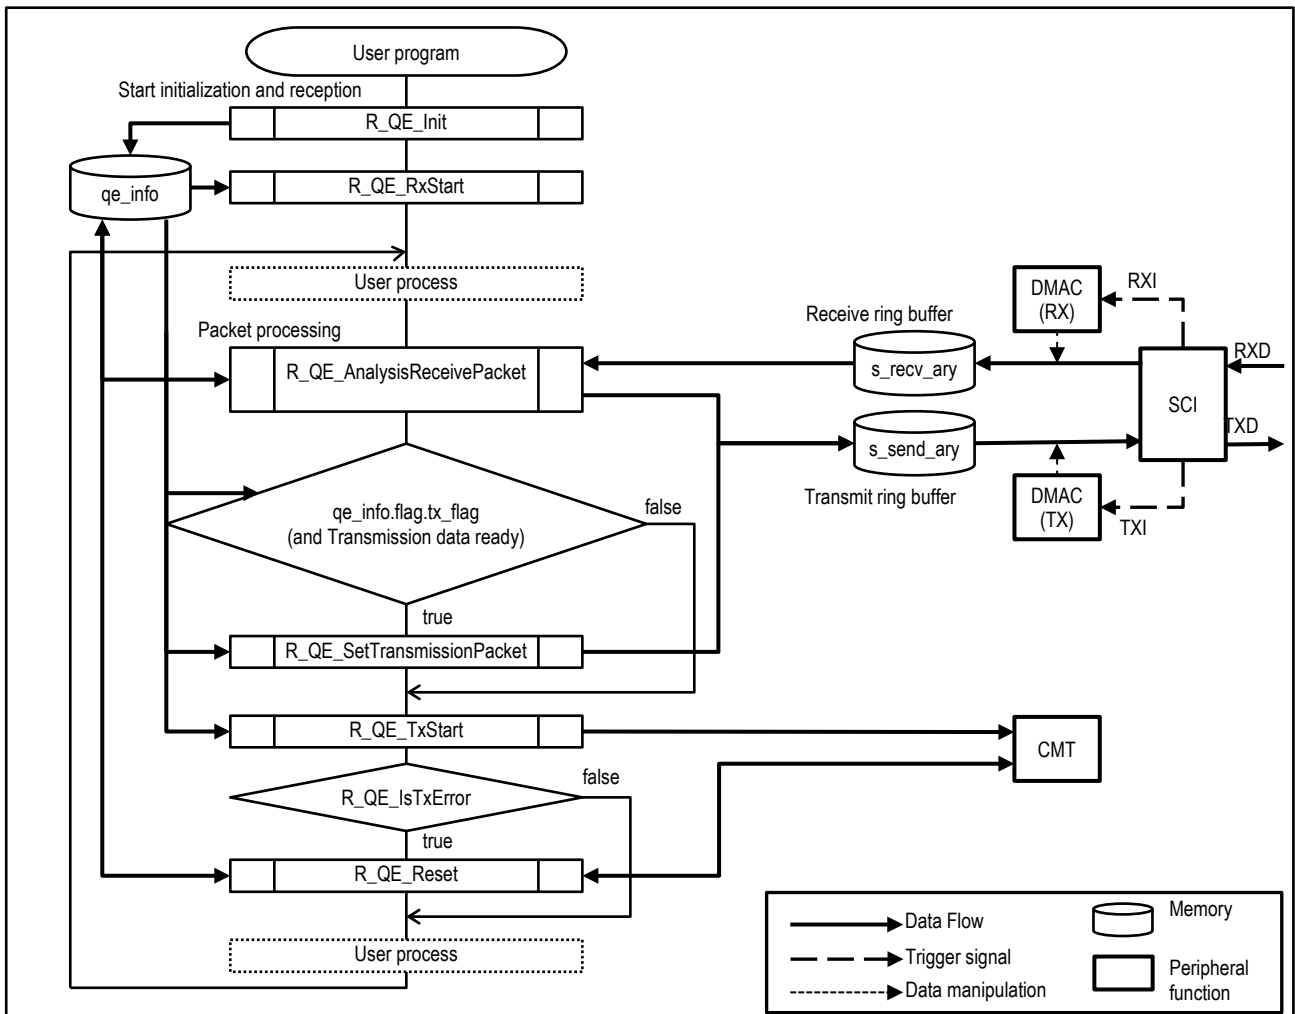 User program
Start initialization and reception
R_QE_Init
qe_info
R_QE_RxStart
User process
Packet processing
R_QE_AnalysisReceivePacket
Receive ring buffer
s_recv_ary
DMAC
(RX)
RXI
RXD
SCI
TXD
s_send_ary
Transmit ring buffer
DMAC
(TX)
TXI
qe_info.flag.tx_flag
(and Transmission data ready)
false
true
R_QE_SetTransmissionPacket
R_QE_TxStart
CMT
R_QE_IsTxError
false
true
R_QE_Reset
User process
Data Flow
Memory
Trigger signal
Data manipulation
Peripheral
function